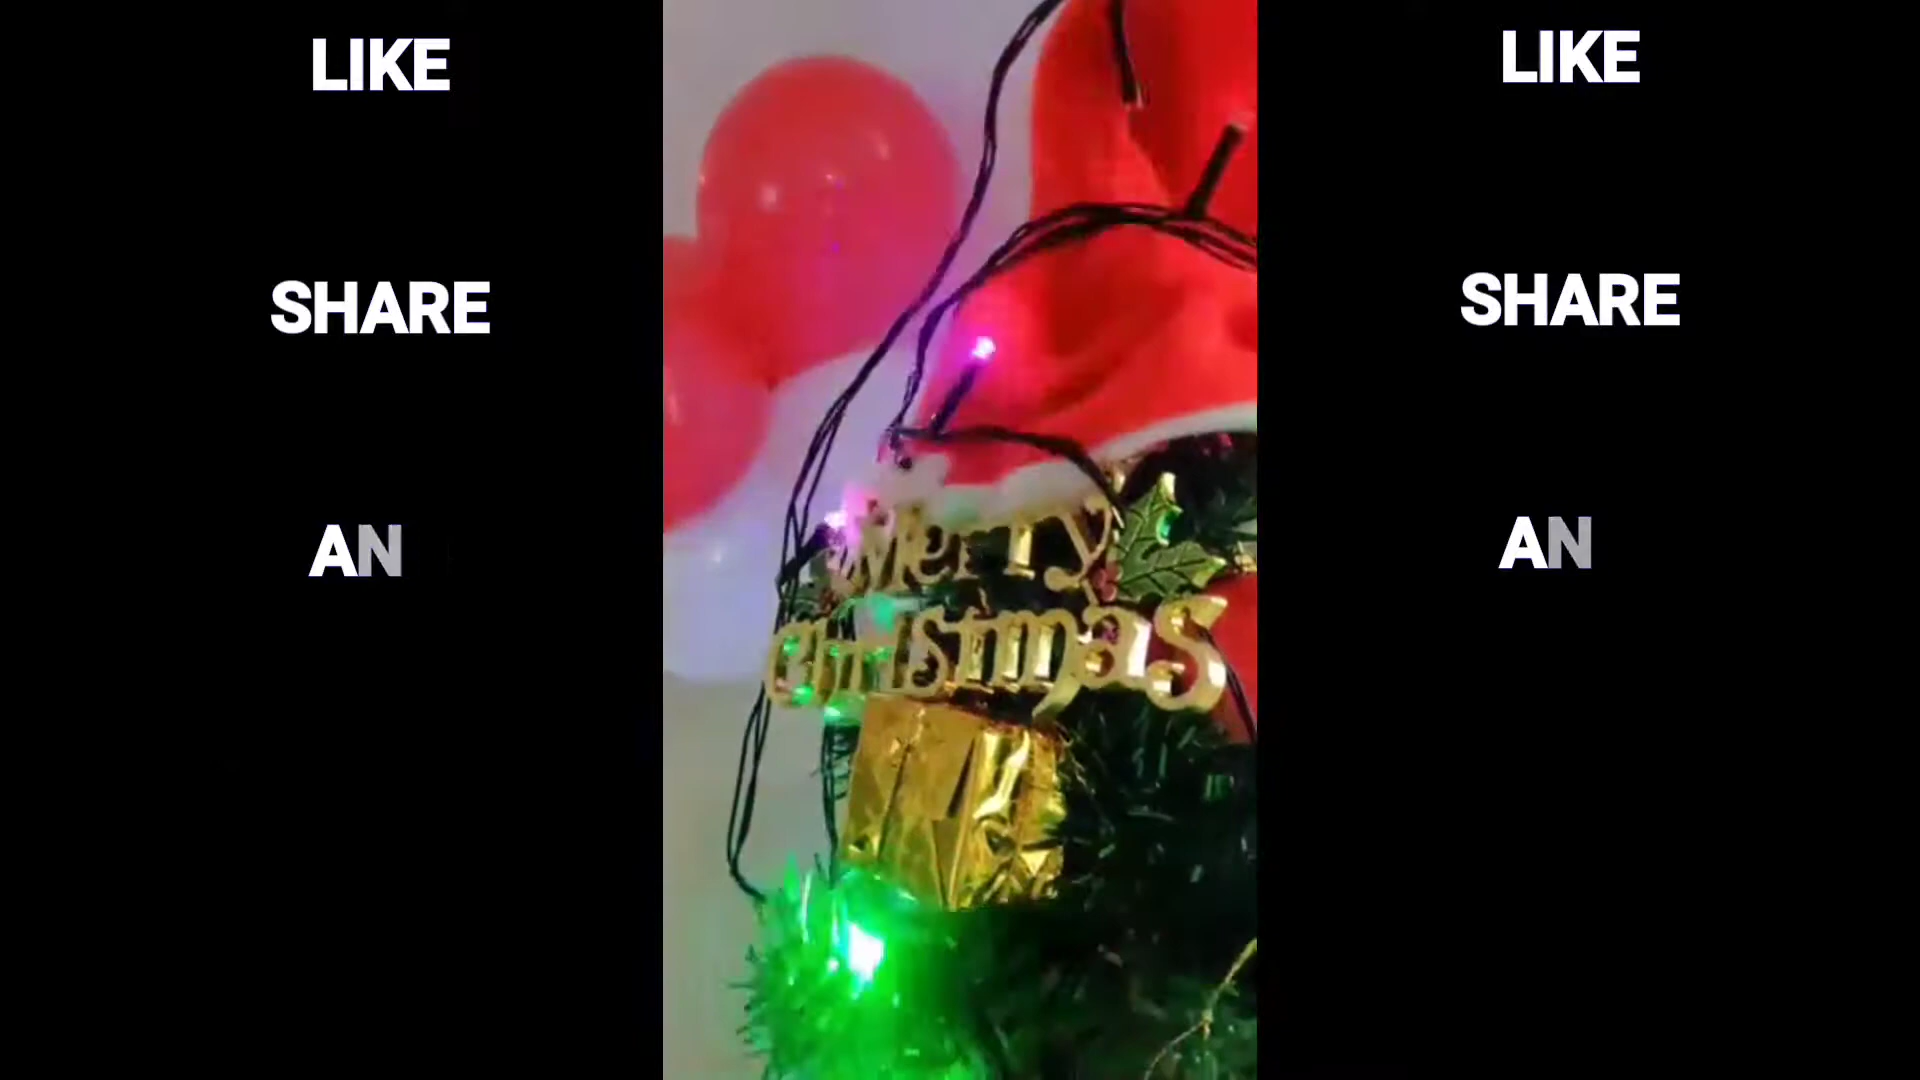 LIKE
SHARE
AN
Merry
Christmas
LIKE
SHARE
AN